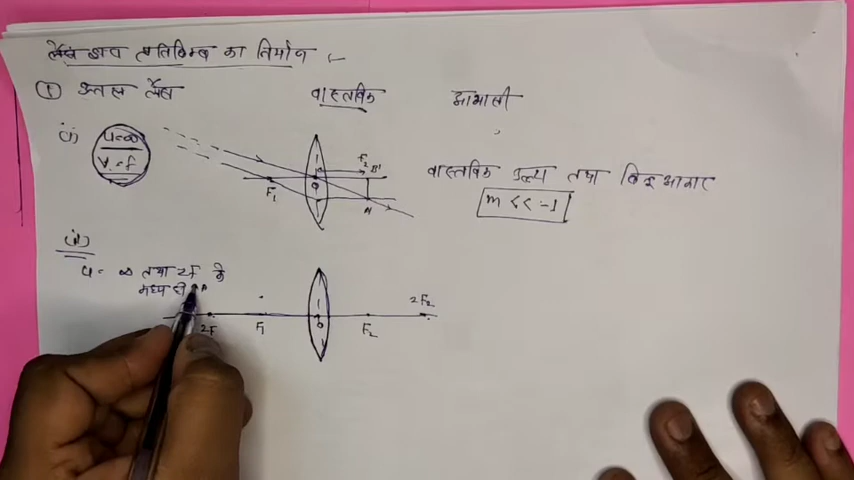 लेंस द्वारा प्रतिबिम्ब का निर्माण :-
(1) उत्तल लेंस वास्तविक आभासी
(i) u=∞
v=f
F₁ O F₂ B' A'
वास्तविक उल्टा तथा बिन्दु आकार
m << -1
(ii)
u = ∞ तथा 2F के
मध्य हो A
2F F₁ O F₂ 2F₂